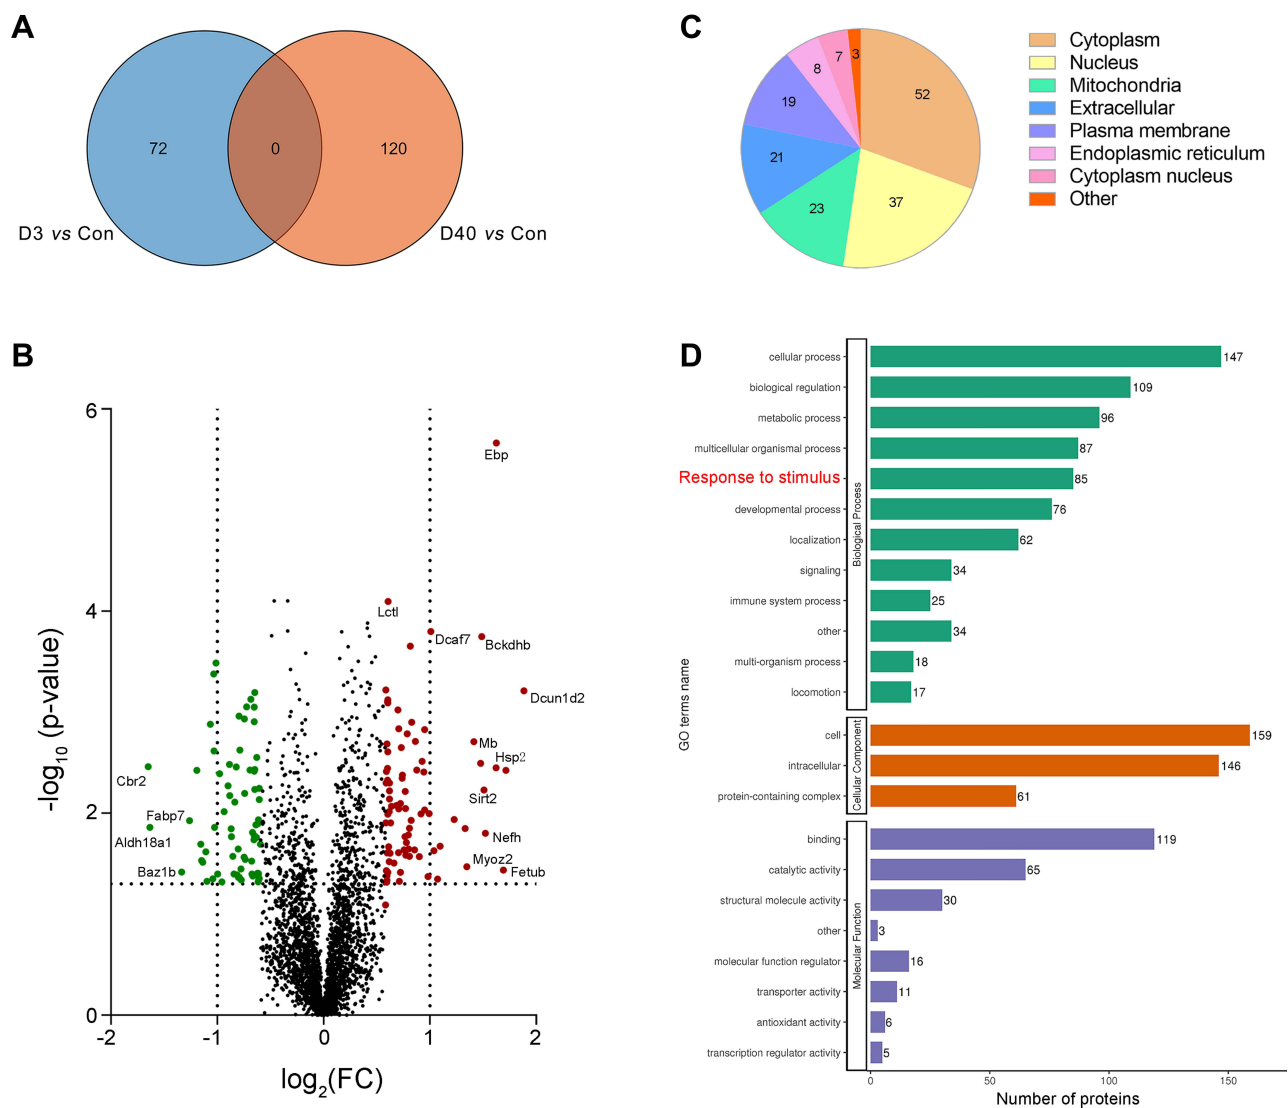 A
72
0
120
D3 vs Con
D40 vs Con
C
52
37
23
21
19
8
7
3
Cytoplasm
Nucleus
Mitochondria
Extracellular
Plasma membrane
Endoplasmic reticulum
Cytoplasm nucleus
Other
B
-log10 (p-value)
6
4
2
0
-2
-1
0
1
2
log2(FC)
Ebp
Lctl
Dcaf7
Bckdhb
Dcun1d2
Mb
Hsp2
Cbr2
Sirt2
Fabp7
Aldh18a1
Nefh
Myoz2
Baz1b
Fetub
D
GO terms name
Biological Process
cellular process 147
biological regulation 109
metabolic process 96
multicellular organismal process 87
Response to stimulus 85
developmental process 76
localization 62
signaling 34
immune system process 25
other 34
multi-organism process 18
locomotion 17
Cellular Component
cell 159
intracellular 146
protein-containing complex 61
Molecular Function
binding 119
catalytic activity 65
structural molecule activity 30
other 3
molecular function regulator 16
transporter activity 11
antioxidant activity 6
transcription regulator activity 5
0
50
100
150
Number of proteins